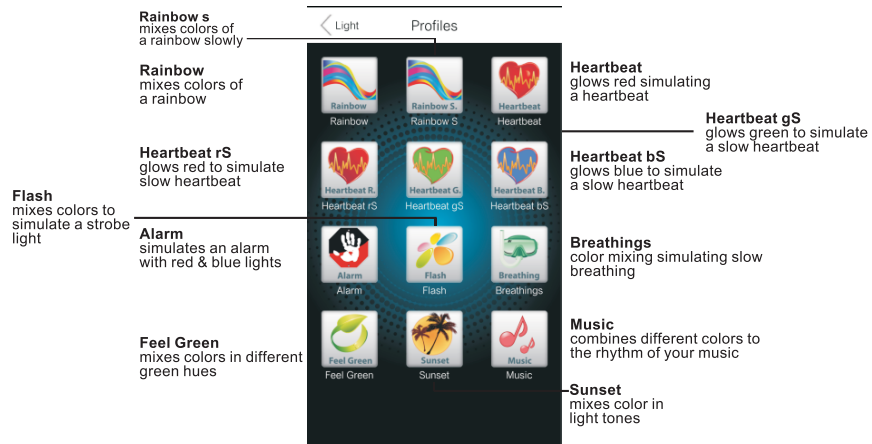 Rainbow s
mixes colors of
a rainbow slowly
Rainbow
mixes colors of
a rainbow
Heartbeat rS
glows red to simulate
slow heartbeat
Flash
mixes colors to
simulate a strobe
light
Alarm
simulates an alarm
with red & blue lights
Feel Green
mixes colors in different
green hues
Light
Profiles
Rainbow
Rainbow S.
Heartbeat
Rainbow
Rainbow S
Heartbeat
Heartbeat R.
Heartbeat G.
Heartbeat B.
Heartbeat rS
Heartbeat gS
Heartbeat bS
Alarm
Flash
Breathing
Alarm
Flash
Breathings
Feel Green
Sunset
Music
Feel Green
Sunset
Music
Heartbeat
glows red simulating
a heartbeat
Heartbeat gS
glows green to simulate
a slow heartbeat
Heartbeat bS
glows blue to simulate
a slow heartbeat
Breathings
color mixing simulating slow
breathing
Music
combines different colors to
the rhythm of your music
Sunset
mixes color in
light tones